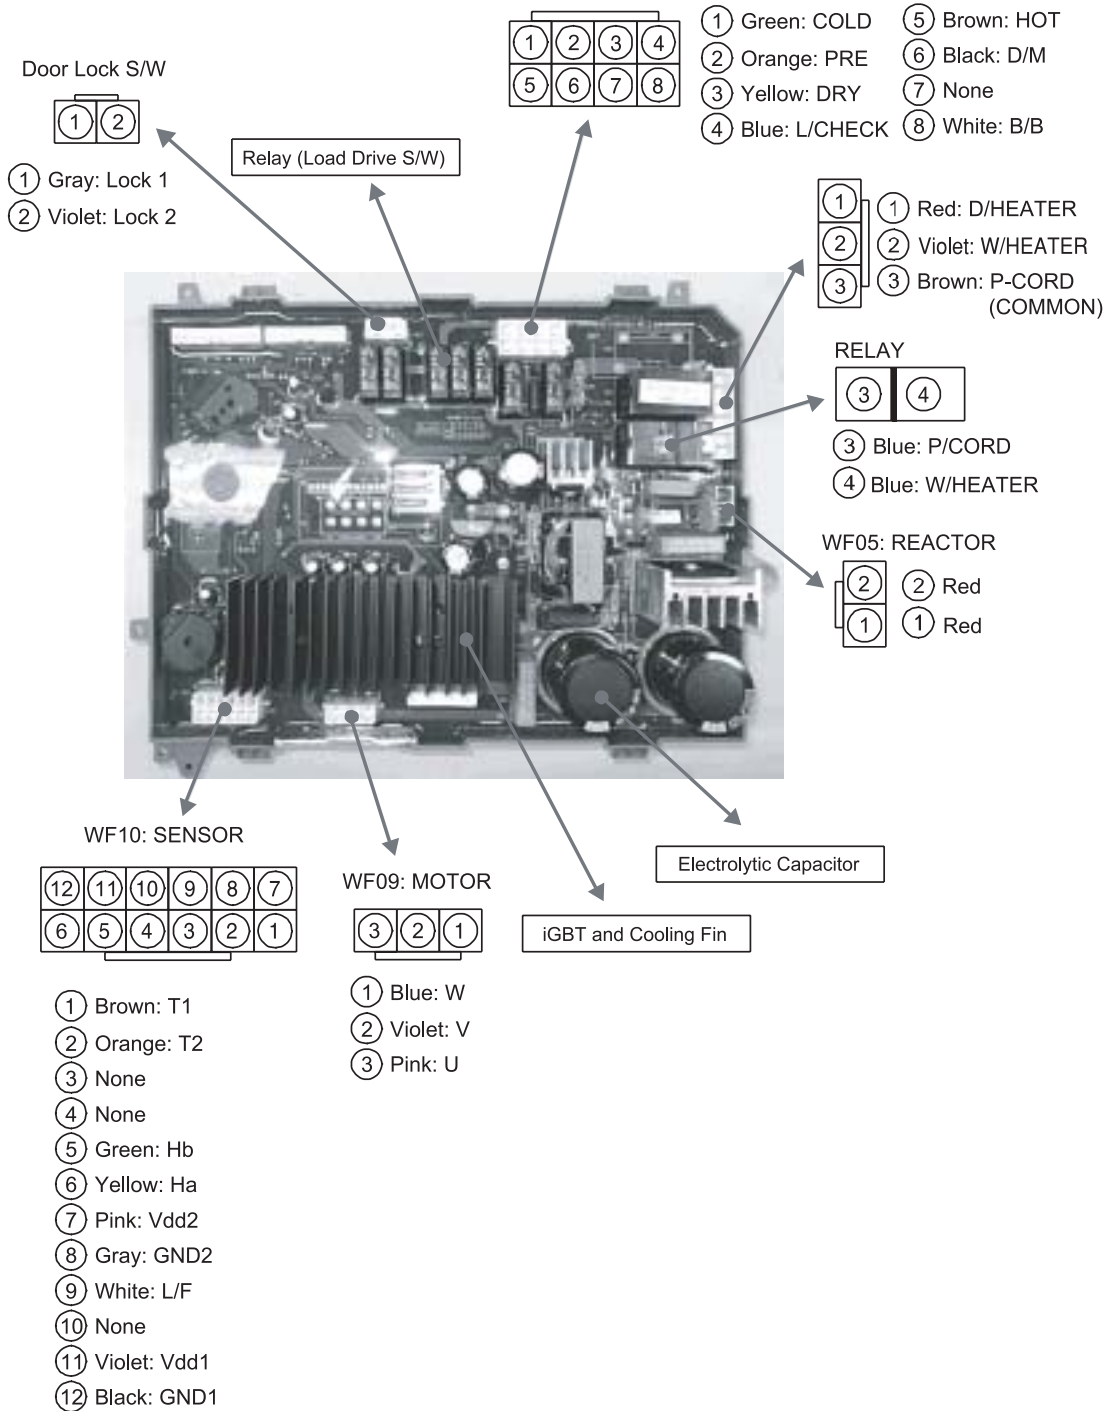 ① ② ③ ④
⑤ ⑥ ⑦ ⑧
① Green: COLD
② Orange: PRE
③ Yellow: DRY
④ Blue: L/CHECK
⑤ Brown: HOT
⑥ Black: D/M
⑦ None
⑧ White: B/B
Door Lock S/W
① ②
① Gray: Lock 1
② Violet: Lock 2
Relay (Load Drive S/W)
①
②
③
① Red: D/HEATER
② Violet: W/HEATER
③ Brown: P-CORD
(COMMON)
RELAY
③ ④
③ Blue: P/CORD
④ Blue: W/HEATER
WF05: REACTOR
②
①
② Red
① Red
WF10: SENSOR
⑫ ⑪ ⑩ ⑨ ⑧ ⑦
⑥ ⑤ ④ ③ ② ①
① Brown: T1
② Orange: T2
③ None
④ None
⑤ Green: Hb
⑥ Yellow: Ha
⑦ Pink: Vdd2
⑧ Gray: GND2
⑨ White: L/F
⑩ None
⑪ Violet: Vdd1
⑫ Black: GND1
WF09: MOTOR
③ ② ①
① Blue: W
② Violet: V
③ Pink: U
iGBT and Cooling Fin
Electrolytic Capacitor